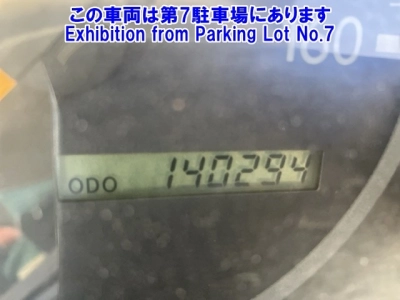 この車両は第7駐車場にあります
Exhibition from Parking Lot No.7
160
ODO 140294